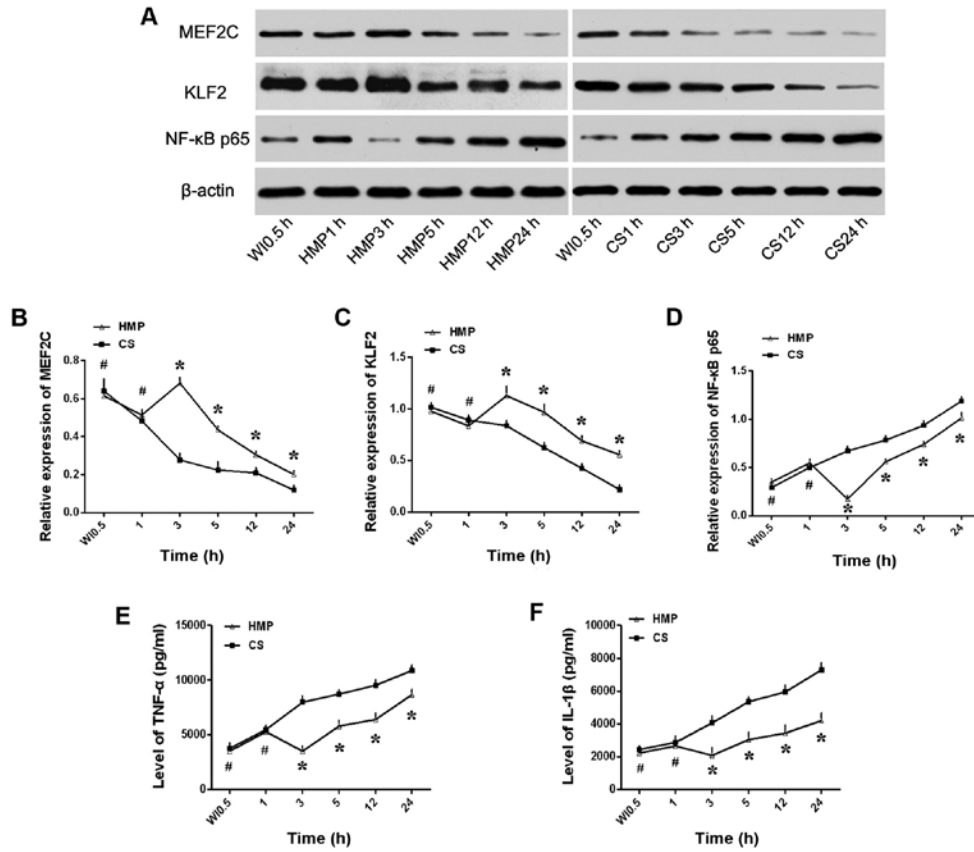 A
MEF2C
KLF2
NF-κB p65
β-actin
WI0.5 h
HMP1 h
HMP3 h
HMP5 h
HMP12 h
HMP24 h
WI0.5 h
CS1 h
CS3 h
CS5 h
CS12 h
CS24 h
B
HMP
CS
Relative expression of MEF2C
0.8
0.6
0.4
0.2
0.0
# # * * * *
WI0.5 1 3 5 12 24
Time (h)
C
HMP
CS
Relative expression of KLF2
1.5
1.0
0.5
0.0
# # * * * *
WI0.5 1 3 5 12 24
Time (h)
D
HMP
CS
Relative expression of NF-κB p65
1.5
1.0
0.5
0.0
# # * * * *
WI0.5 1 3 5 12 24
Time (h)
E
HMP
CS
Level of TNF-α (pg/ml)
15000
10000
5000
0
# # * * * *
WI0.5 1 3 5 12 24
Time (h)
F
HMP
CS
Level of IL-1β (pg/ml)
10000
8000
6000
4000
2000
0
# # * * * *
WI0.5 1 3 5 12 24
Time (h)